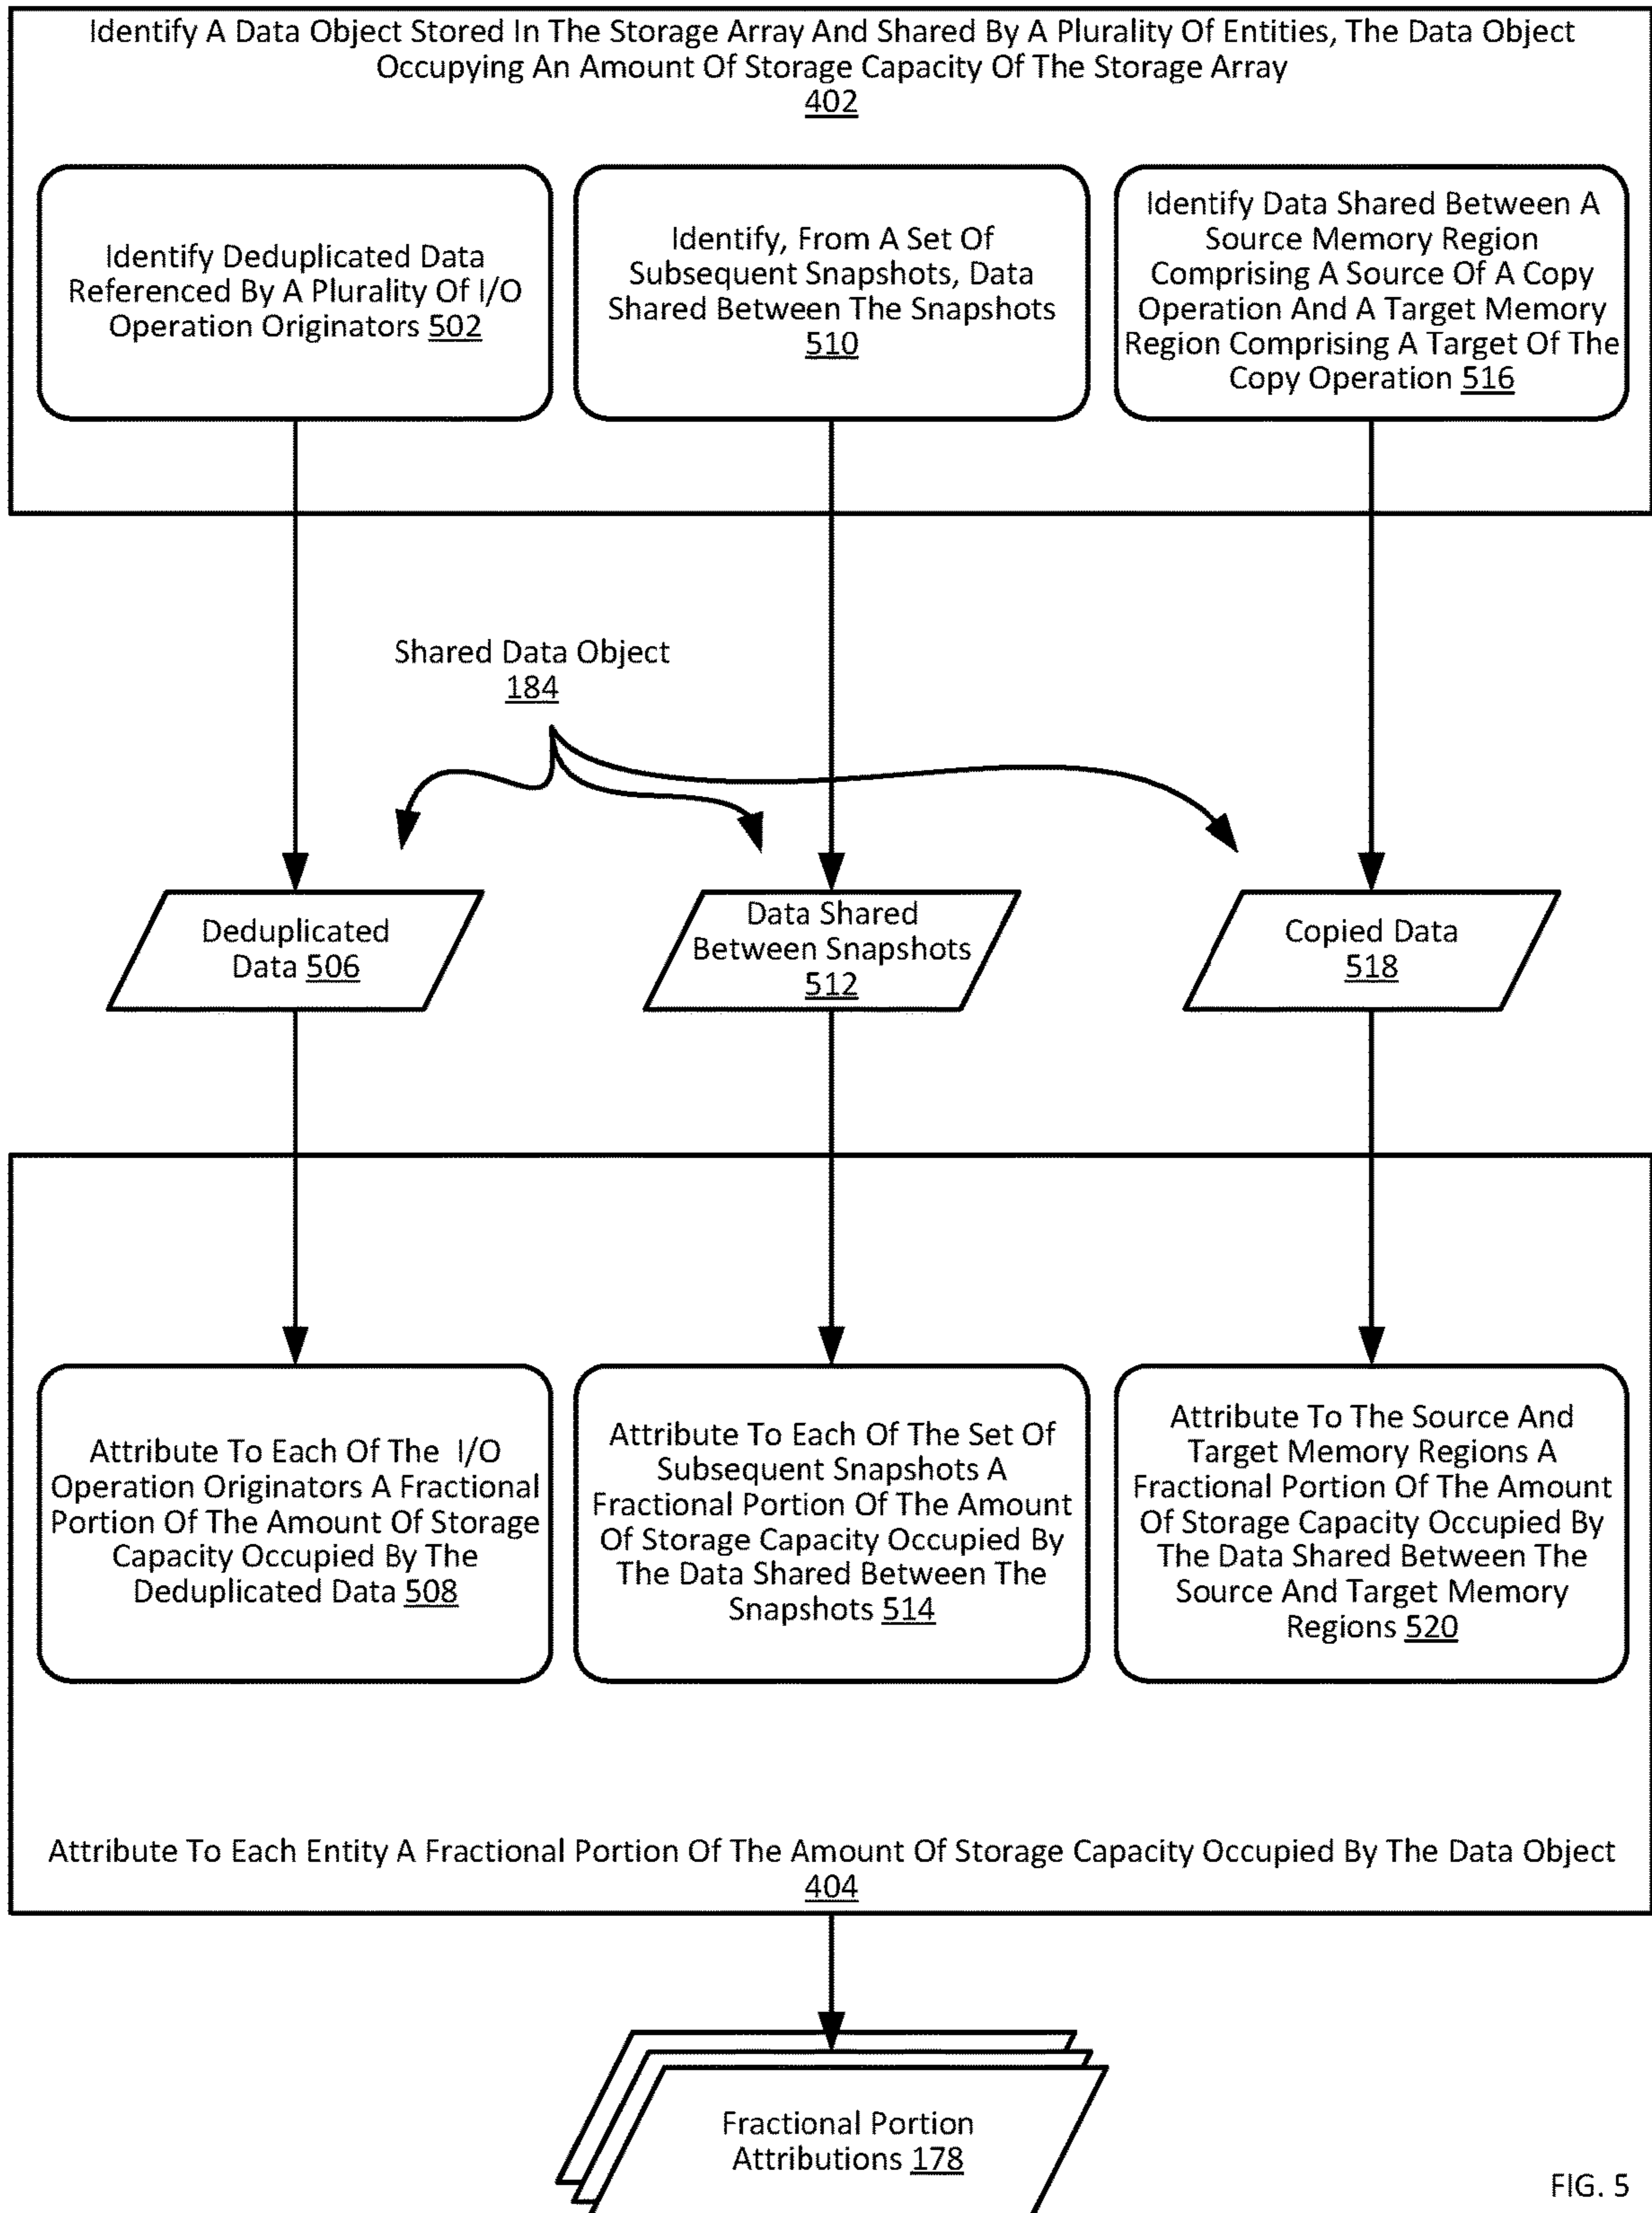 Identify A Data Object Stored In The Storage Array And Shared By A Plurality Of Entities, The Data Object
Occupying An Amount Of Storage Capacity Of The Storage Array
402
Identify Deduplicated Data
Referenced By A Plurality Of I/O
Operation Originators 502
Identify, From A Set Of
Subsequent Snapshots, Data
Shared Between The Snapshots
510
Identify Data Shared Between A
Source Memory Region
Comprising A Source Of A Copy
Operation And A Target Memory
Region Comprising A Target Of The
Copy Operation 516
Shared Data Object
184
Deduplicated
Data 506
Data Shared
Between Snapshots
512
Copied Data
518
Attribute To Each Of The I/O
Operation Originators A Fractional
Portion Of The Amount Of Storage
Capacity Occupied By The
Deduplicated Data 508
Attribute To Each Of The Set Of
Subsequent Snapshots A
Fractional Portion Of The Amount
Of Storage Capacity Occupied By
The Data Shared Between The
Snapshots 514
Attribute To The Source And
Target Memory Regions A
Fractional Portion Of The Amount
Of Storage Capacity Occupied By
The Data Shared Between The
Source And Target Memory
Regions 520
Attribute To Each Entity A Fractional Portion Of The Amount Of Storage Capacity Occupied By The Data Object
404
Fractional Portion
Attributions 178
FIG. 5